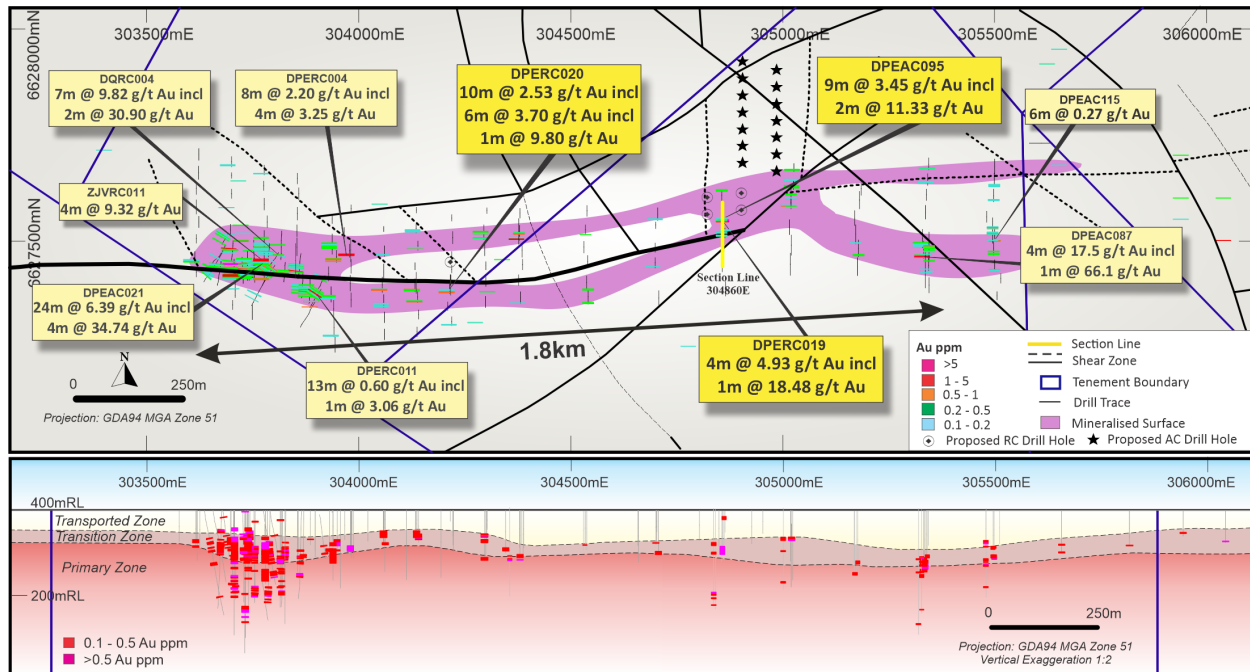 303500mE
304000mE
304500mE
305000mE
305500mE
306000mE
6628000mN
6627500mN
DQRC004
7m @ 9.82 g/t Au incl
2m @ 30.90 g/t Au
DPERC004
8m @ 2.20 g/t Au incl
4m @ 3.25 g/t Au
DPERC020
10m @ 2.53 g/t Au incl
6m @ 3.70 g/t Au incl
1m @ 9.80 g/t Au
DPEAC095
9m @ 3.45 g/t Au incl
2m @ 11.33 g/t Au
DPEAC115
6m @ 0.27 g/t Au
ZJVRC011
4m @ 9.32 g/t Au
DPEAC087
4m @ 17.5 g/t Au incl
1m @ 66.1 g/t Au
Section Line
304860E
DPEAC021
24m @ 6.39 g/t Au incl
4m @ 34.74 g/t Au
1.8km
DPERC019
4m @ 4.93 g/t Au incl
1m @ 18.48 g/t Au
DPERC011
13m @ 0.60 g/t Au incl
1m @ 3.06 g/t Au
N
0 250m
Projection: GDA94 MGA Zone 51
Au ppm
>5
1 - 5
0.5 - 1
0.2 - 0.5
0.1 - 0.2
Section Line
Shear Zone
Tenement Boundary
Drill Trace
Mineralised Surface
Proposed RC Drill Hole
Proposed AC Drill Hole
303500mE
304000mE
304500mE
305000mE
305500mE
306000mE
400mRL
Transported Zone
Transition Zone
Primary Zone
200mRL
0.1 - 0.5 Au ppm
>0.5 Au ppm
0 250m
Projection: GDA94 MGA Zone 51
Vertical Exaggeration 1:2